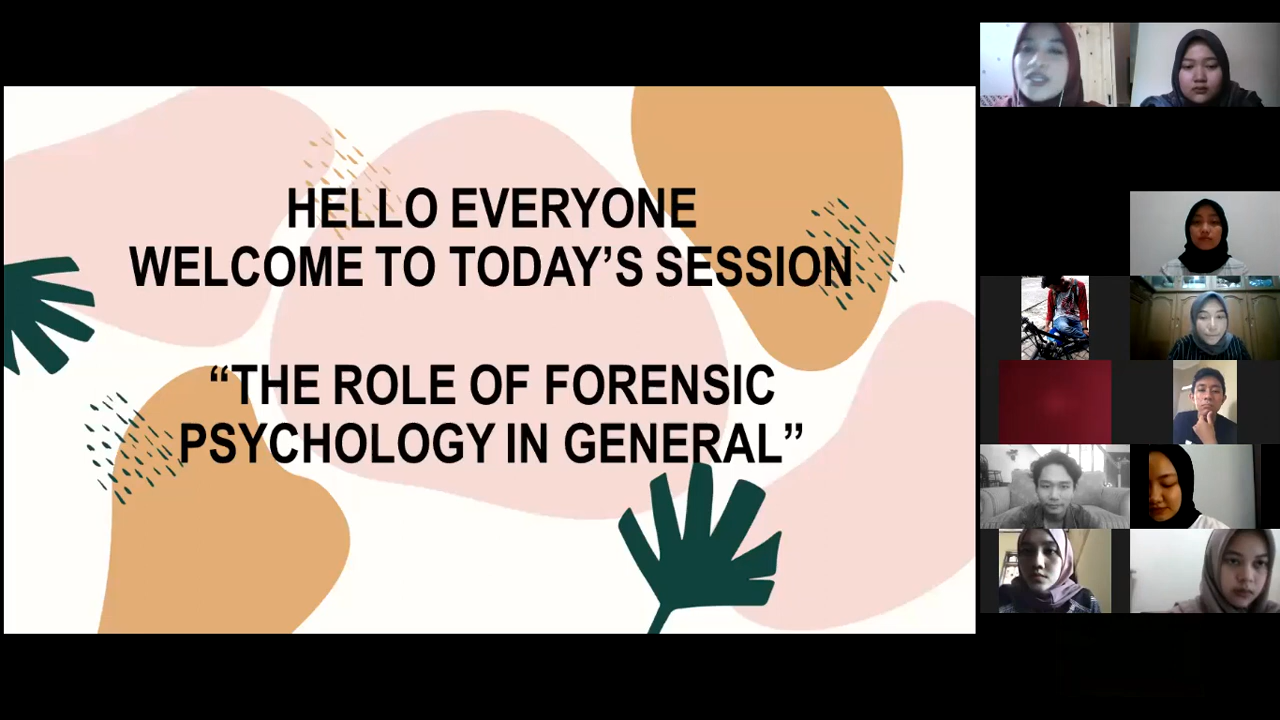 HELLO EVERYONE
WELCOME TO TODAY’S SESSION
“THE ROLE OF FORENSIC
PSYCHOLOGY IN GENERAL”